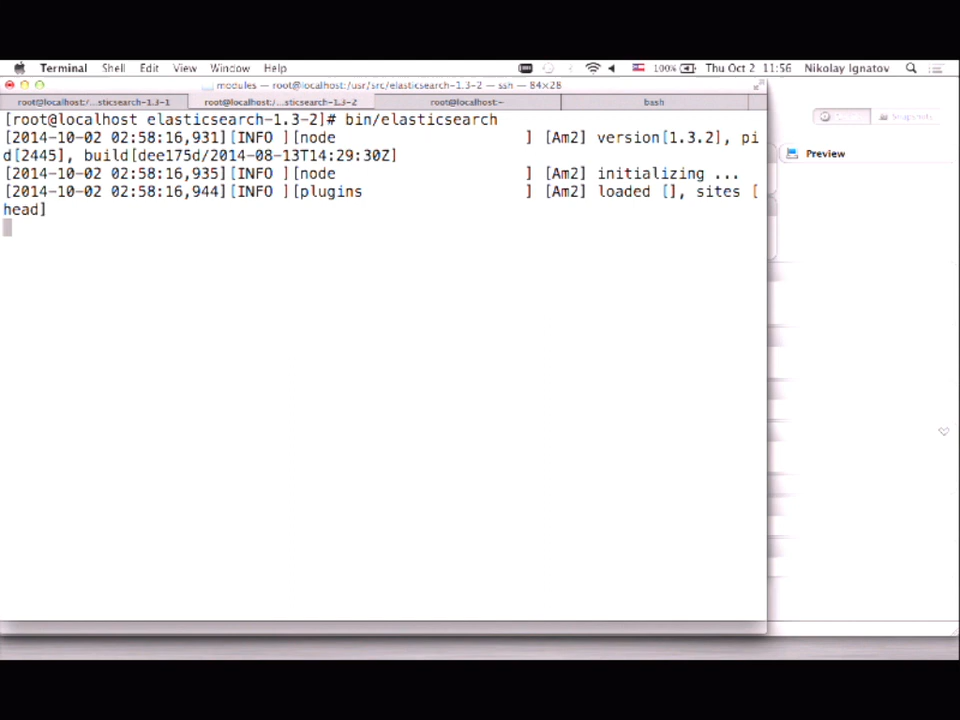 Terminal Shell Edit View Window Help 100% Thu Oct 2 11:56 Nikolay Ignatov
modules — root@localhost:/usr/src/elasticsearch-1.3-2 — ssh — 84×28
root@localhost:/...sticsearch-1.3-1 root@localhost:/...sticsearch-1.3-2 root@localhost:~ bash
[root@localhost elasticsearch-1.3-2]# bin/elasticsearch
[2014-10-02 02:58:16,931][INFO ][node ] [Am2] version[1.3.2], pi
d[2445], build[dee175d/2014-08-13T14:29:30Z]
[2014-10-02 02:58:16,935][INFO ][node ] [Am2] initializing ...
[2014-10-02 02:58:16,944][INFO ][plugins ] [Am2] loaded [], sites [
head]
Snapshots
Preview